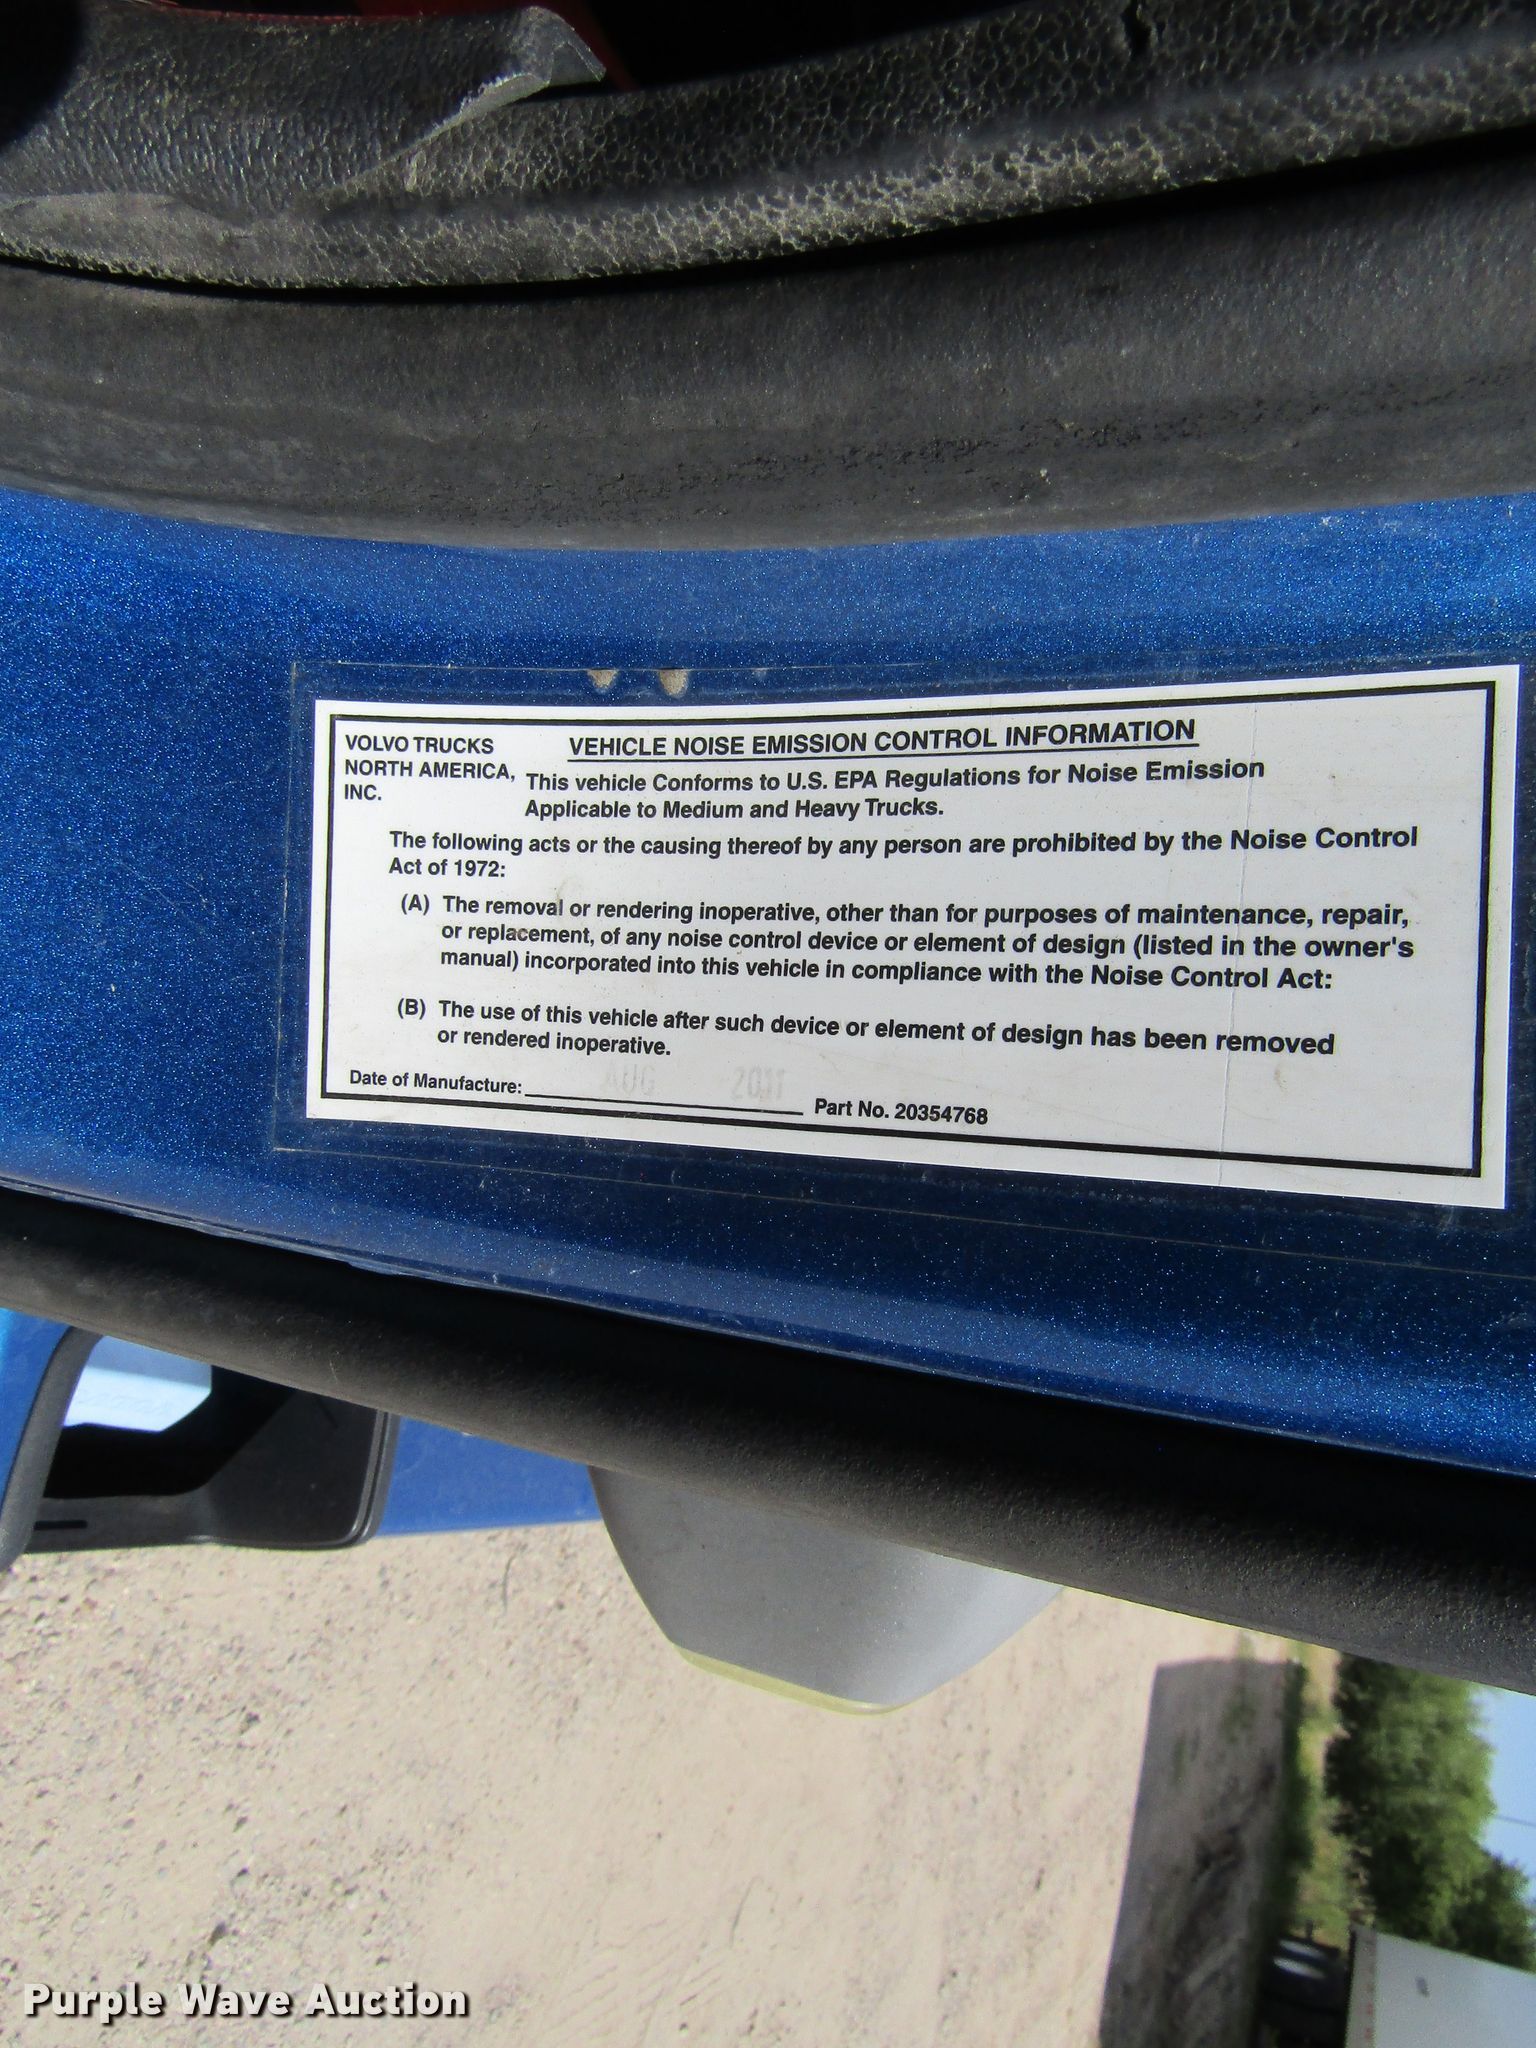 VOLVO TRUCKS
NORTH AMERICA,
INC.
VEHICLE NOISE EMISSION CONTROL INFORMATION
This vehicle Conforms to U.S. EPA Regulations for Noise Emission
Applicable to Medium and Heavy Trucks.
The following acts or the causing thereof by any person are prohibited by the Noise Control
Act of 1972:
(A) The removal or rendering inoperative, other than for purposes of maintenance, repair,
or replacement, of any noise control device or element of design (listed in the owner's
manual) incorporated into this vehicle in compliance with the Noise Control Act:
(B) The use of this vehicle after such device or element of design has been removed
or rendered inoperative.
Date of Manufacture: AUG 2011 Part No. 20354768
Purple Wave Auction